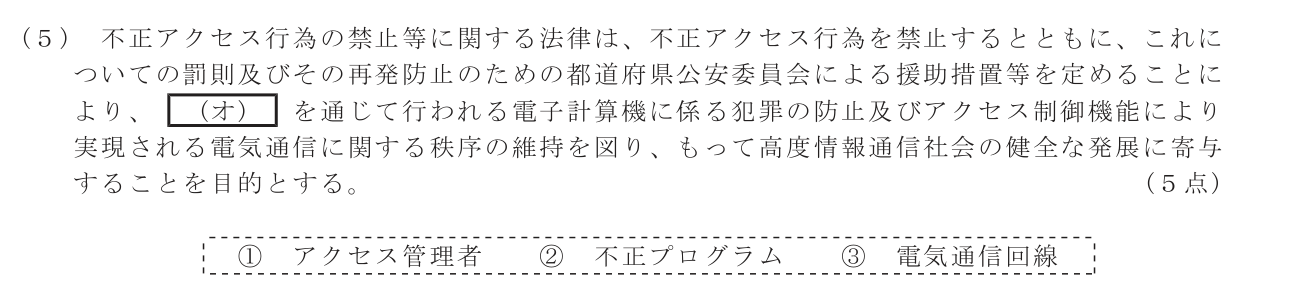 （５） 不正アクセス行為の禁止等に関する法律は、不正アクセス行為を禁止するとともに、これに
ついての罰則及びその再発防止のための都道府県公安委員会による援助措置等を定めることに
より、 （オ） を通じて行われる電子計算機に係る犯罪の防止及びアクセス制御機能により
実現される電気通信に関する秩序の維持を図り、もって高度情報通信社会の健全な発展に寄与
することを目的とする。 （５点）
① アクセス管理者 ② 不正プログラム ③ 電気通信回線